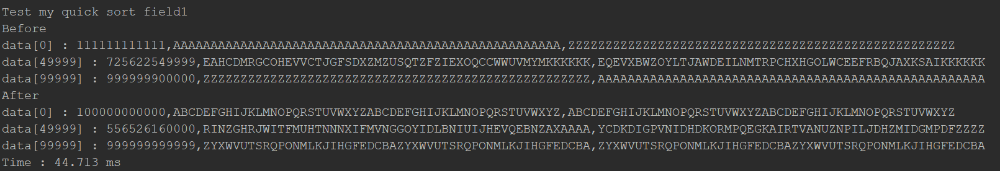 Test my quick sort field1
Before
data[0] : 111111111111,AAAAAAAAAAAAAAAAAAAAAAAAAAAAAAAAAAAAAAAAAAAAAAAAAAAA,ZZZZZZZZZZZZZZZZZZZZZZZZZZZZZZZZZZZZZZZZZZZZZZZZZZZZ
data[49999] : 725622549999,EAHCDMRGCOHEVVCTJGFSDXZMZUSQTZFZIEXOQCCWWUVMYMKKKKKK,EQEVXBWZOYLTJAWDEILNMTRPCHXHGOLWCEEFRBQJAXKSAIKKKKKK
data[99999] : 999999900000,ZZZZZZZZZZZZZZZZZZZZZZZZZZZZZZZZZZZZZZZZZZZZZZZZZZZZ,AAAAAAAAAAAAAAAAAAAAAAAAAAAAAAAAAAAAAAAAAAAAAAAAAAAA
After
data[0] : 100000000000,ABCDEFGHIJKLMNOPQRSTUVWXYZABCDEFGHIJKLMNOPQRSTUVWXYZ,ABCDEFGHIJKLMNOPQRSTUVWXYZABCDEFGHIJKLMNOPQRSTUVWXYZ
data[49999] : 556526160000,RINZGHRJWITFMUHTNNNXIFMVNGGOYIDLBNIUIJHEVQEBNZAXAAAA,YCDKDIGPVNIDHDKORMPQEGKAIRTVANUZNPILJDHZMIDGMPDFZZZZ
data[99999] : 999999999999,ZYXWVUTSRQPONMLKJIHGFEDCBAZYXWVUTSRQPONMLKJIHGFEDCBA,ZYXWVUTSRQPONMLKJIHGFEDCBAZYXWVUTSRQPONMLKJIHGFEDCBA
Time : 44.713 ms